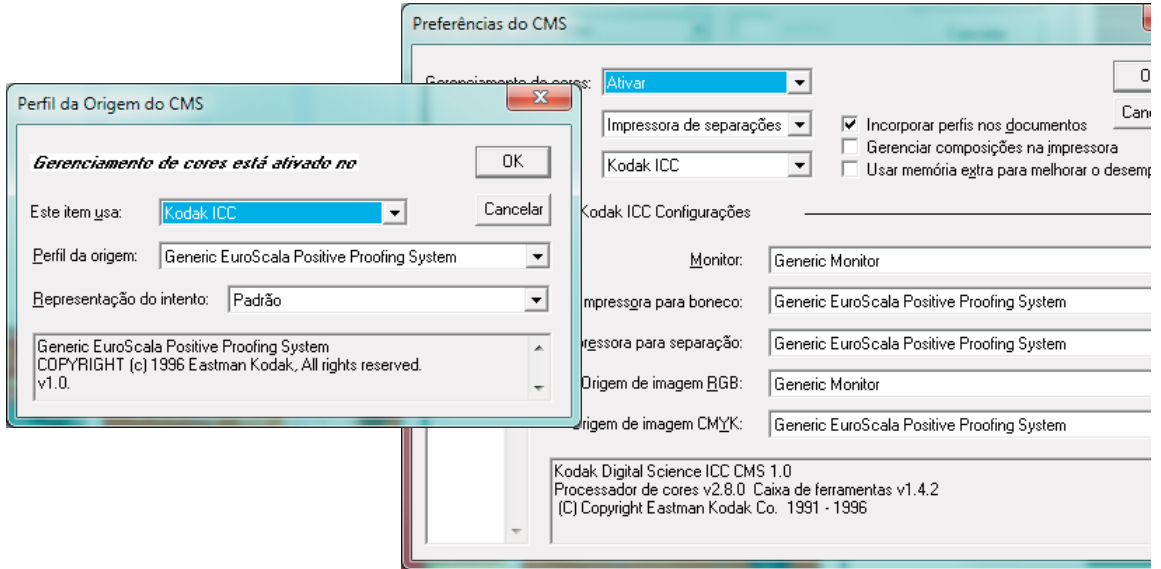 Preferências do CMS
Gerenciamento de cores:
Ativar
Impressora de separações
Kodak ICC
Incorporar perfis nos documentos
Gerenciar composições na impressora
Usar memória extra para melhorar o
Kodak ICC Configurações
Monitor:
Generic Monitor
Impressora para boneco:
Generic EuroScala Positive Proofing System
para separação:
Generic EuroScala Positive Proofing System
Origem de imagem RGB:
Generic Monitor
Origem de imagem CMYK:
Generic EuroScala Positive Proofing System
Kodak Digital Science ICC CMS 1.0
Processador de cores v2.8.0 Caixa de ferramentas v1.4.2
(C) Copyright Eastman Kodak Co. 1991 - 1996
Perfil da Origem do CMS
Gerenciamento de cores está ativado no
OK
Este item usa:
Kodak ICC
Cancelar
Perfil da origem:
Generic EuroScala Positive Proofing System
Representação do intento:
Padrão
Generic EuroScala Positive Proofing System
COPYRIGHT (c) 1996 Eastman Kodak, All rights reserved.
v1.0.